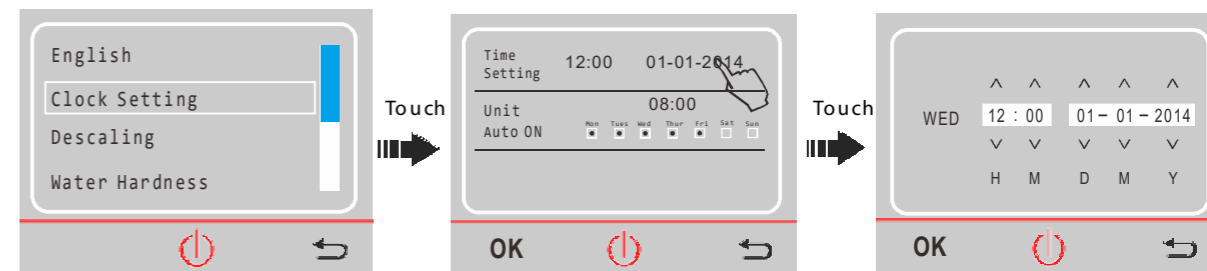 English
Clock Setting
Descaling
Water Hardness
Touch
Time
Setting
12:00 01-01-2014
Unit
Auto ON
08:00
Mon Tues Wed Thur Fri Sat Sun
OK
Touch
WED 12 : 00 01 – 01 – 2014
H M D M Y
OK